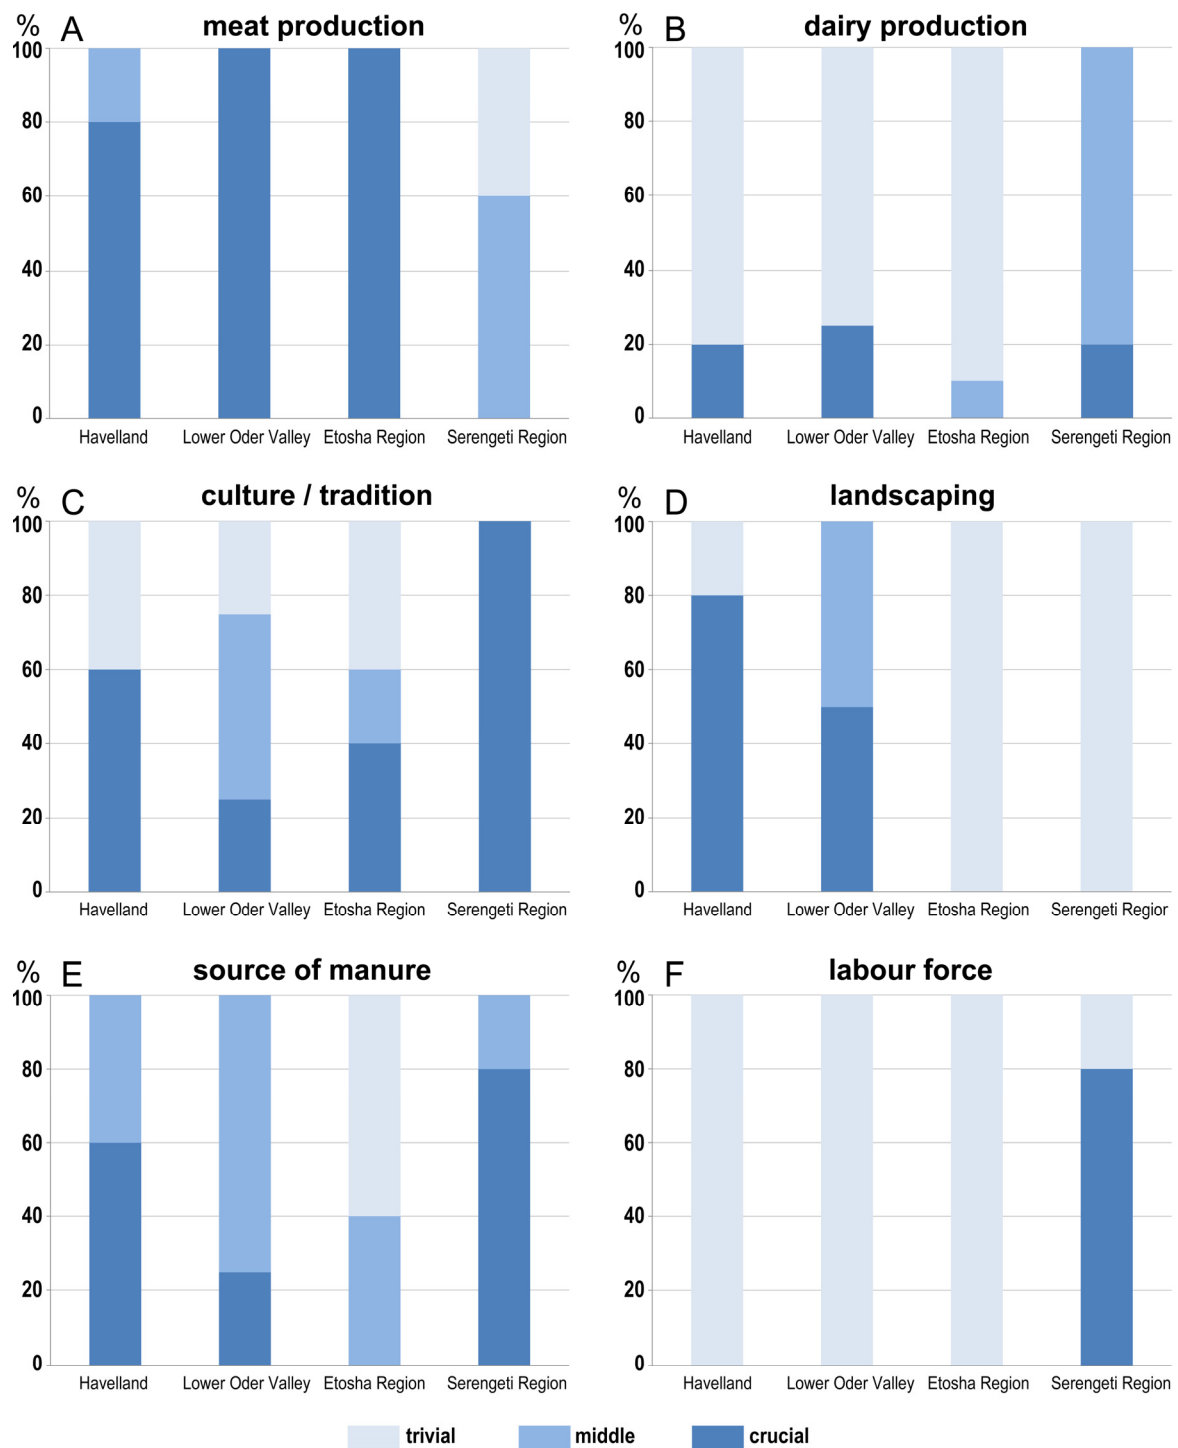 % A meat production
100
80
60
40
20
0
Havelland Lower Oder Valley Etosha Region Serengeti Region
% B dairy production
100
80
60
40
20
0
Havelland Lower Oder Valley Etosha Region Serengeti Region
% C culture / tradition
100
80
60
40
20
0
Havelland Lower Oder Valley Etosha Region Serengeti Region
% D landscaping
100
80
60
40
20
0
Havelland Lower Oder Valley Etosha Region Serengeti Regior
% E source of manure
100
80
60
40
20
0
Havelland Lower Oder Valley Etosha Region Serengeti Region
% F labour force
100
80
60
40
20
0
Havelland Lower Oder Valley Etosha Region Serengeti Region
trivial middle crucial